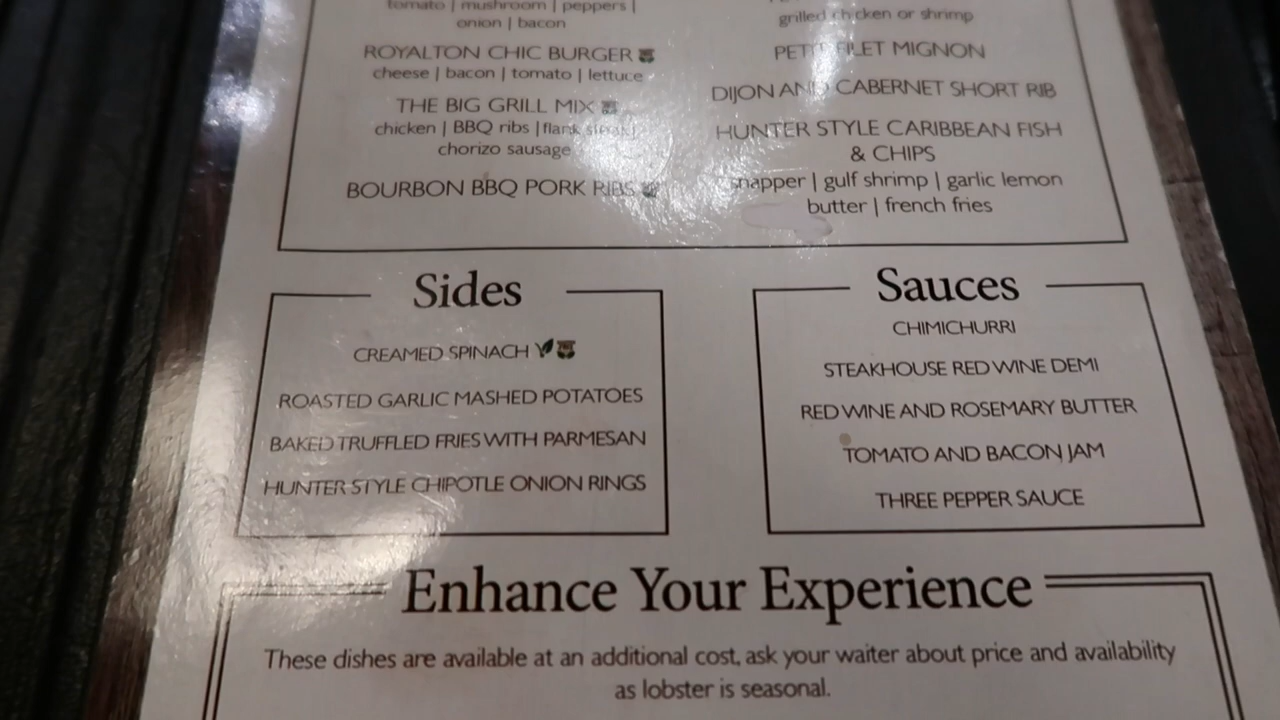 tomato | mushroom | peppers |
onion | bacon
ROYALTON CHIC BURGER
cheese | bacon | tomato | lettuce
THE BIG GRILL MIX
chicken | BBQ ribs | flank steak |
chorizo sausage
BOURBON BBQ PORK RIBS
grilled chicken or shrimp
PETIT FILET MIGNON
DIJON AND CABERNET SHORT RIB
HUNTER STYLE CARIBBEAN FISH
& CHIPS
snapper | gulf shrimp | garlic lemon
butter | french fries
Sides
CREAMED SPINACH
ROASTED GARLIC MASHED POTATOES
BAKED TRUFFLED FRIES WITH PARMESAN
HUNTER STYLE CHIPOTLE ONION RINGS
Sauces
CHIMICHURRI
STEAKHOUSE RED WINE DEMI
RED WINE AND ROSEMARY BUTTER
TOMATO AND BACON JAM
THREE PEPPER SAUCE
Enhance Your Experience
These dishes are available at an additional cost, ask your waiter about price and availability
as lobster is seasonal.